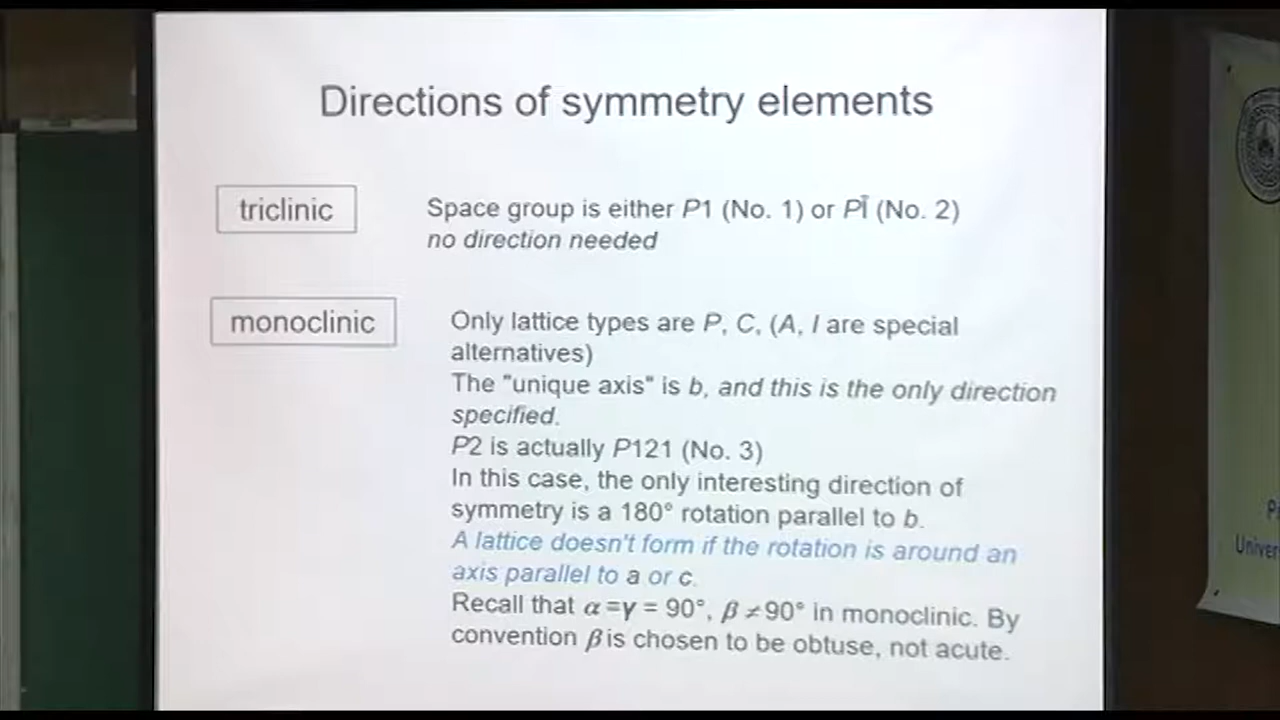 Directions of symmetry elements
triclinic
Space group is either P1 (No. 1) or P1̄ (No. 2)
no direction needed
monoclinic
Only lattice types are P, C, (A, I are special
alternatives)
The "unique axis" is b, and this is the only direction
specified.
P2 is actually P121 (No. 3)
In this case, the only interesting direction of
symmetry is a 180° rotation parallel to b.
A lattice doesn't form if the rotation is around an
axis parallel to a or c.
Recall that α=γ = 90°, β ≠ 90° in monoclinic. By
convention β is chosen to be obtuse, not acute.